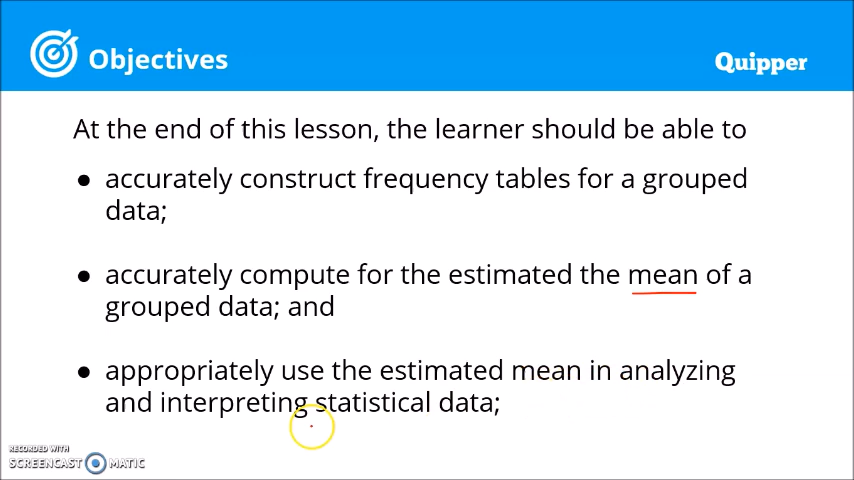 Objectives
Quipper
At the end of this lesson, the learner should be able to
● accurately construct frequency tables for a grouped
data;
● accurately compute for the estimated the mean of a
grouped data; and
● appropriately use the estimated mean in analyzing
and interpreting statistical data;
RECORDED WITH
SCREENCAST MATIC